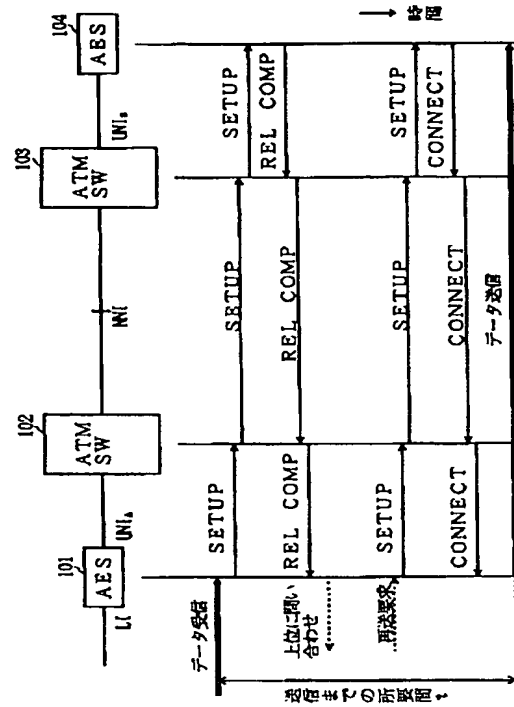 101
AES
LI
UNIA
102
ATM
SW
NNI
103
ATM
SW
UNIB
104
AES
時間
データ受信
SETUP
SETUP
SETUP
REL COMP
REL COMP
REL COMP
上位に問い
合わせ
再送要求
SETUP
SETUP
SETUP
CONNECT
CONNECT
CONNECT
データ送信
送信までの所要間